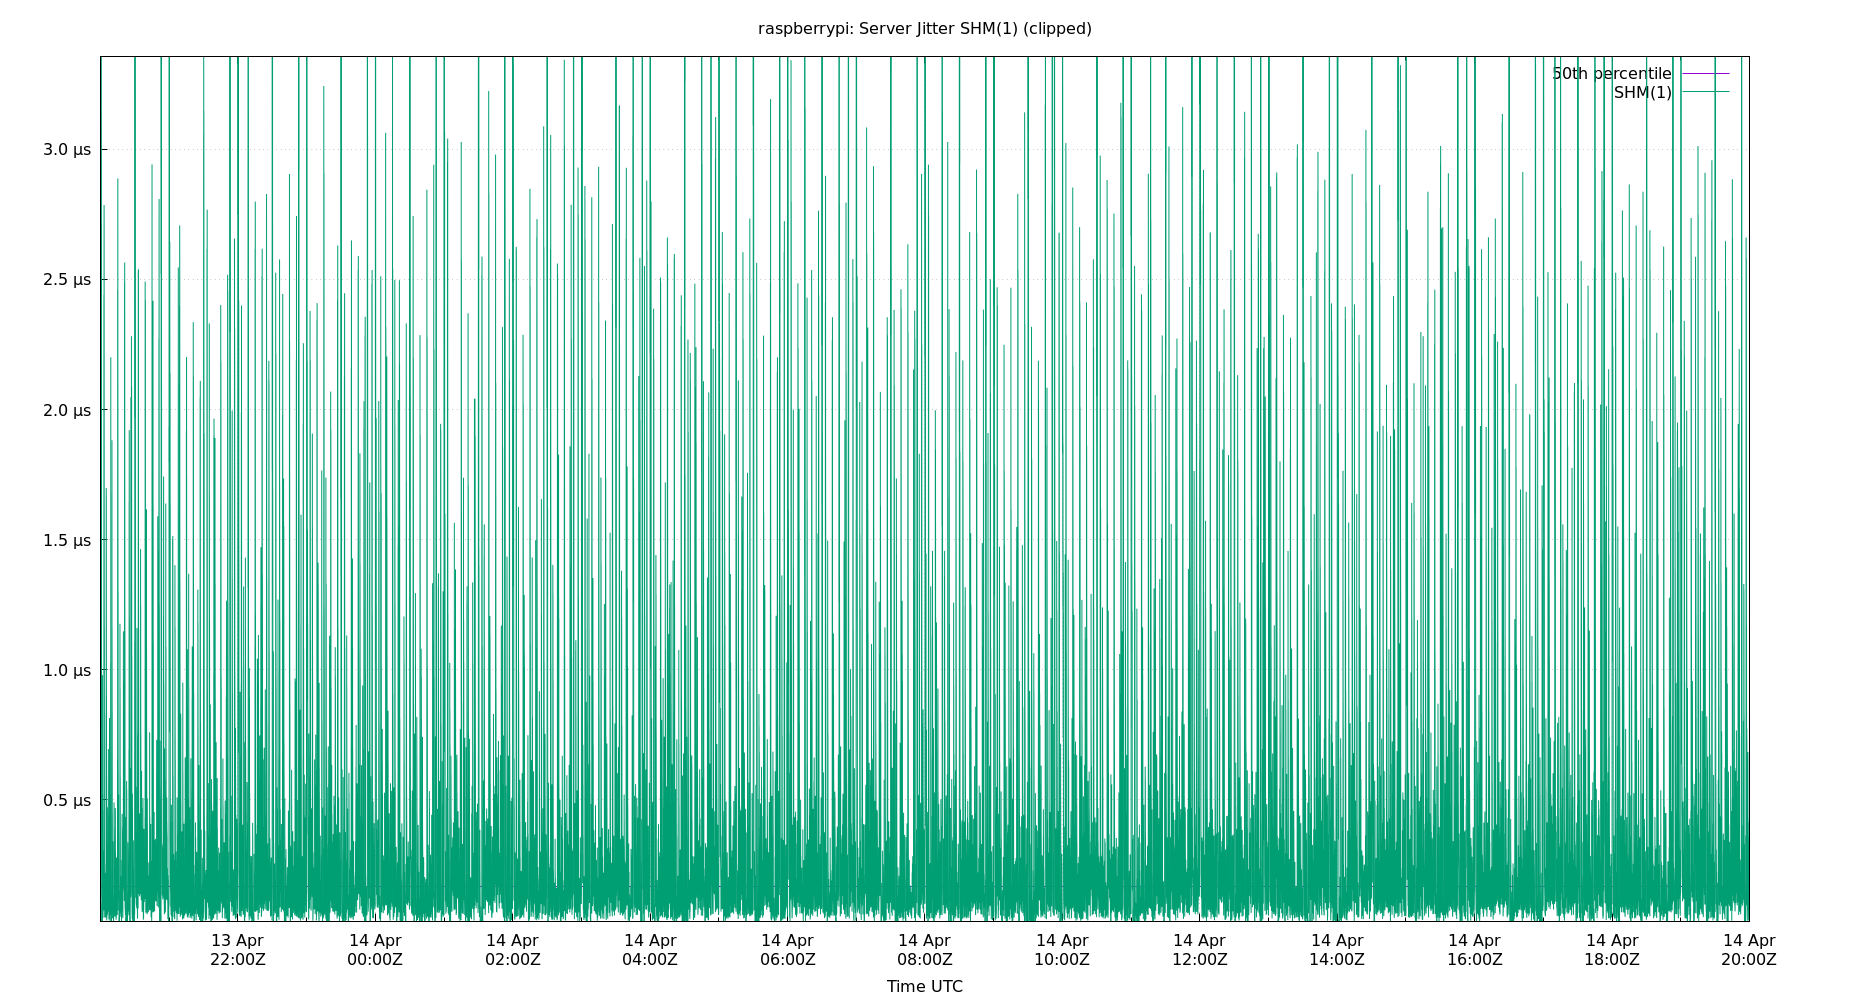 raspberrypi: Server Jitter SHM(1) (clipped)
50th percentile
SHM(1)
3.0 µs
2.5 µs
2.0 µs
1.5 µs
1.0 µs
0.5 µs
13 Apr 14 Apr 14 Apr 14 Apr 14 Apr 14 Apr 14 Apr 14 Apr 14 Apr 14 Apr 14 Apr 14 Apr
22:00Z 00:00Z 02:00Z 04:00Z 06:00Z 08:00Z 10:00Z 12:00Z 14:00Z 16:00Z 18:00Z 20:00Z
Time UTC